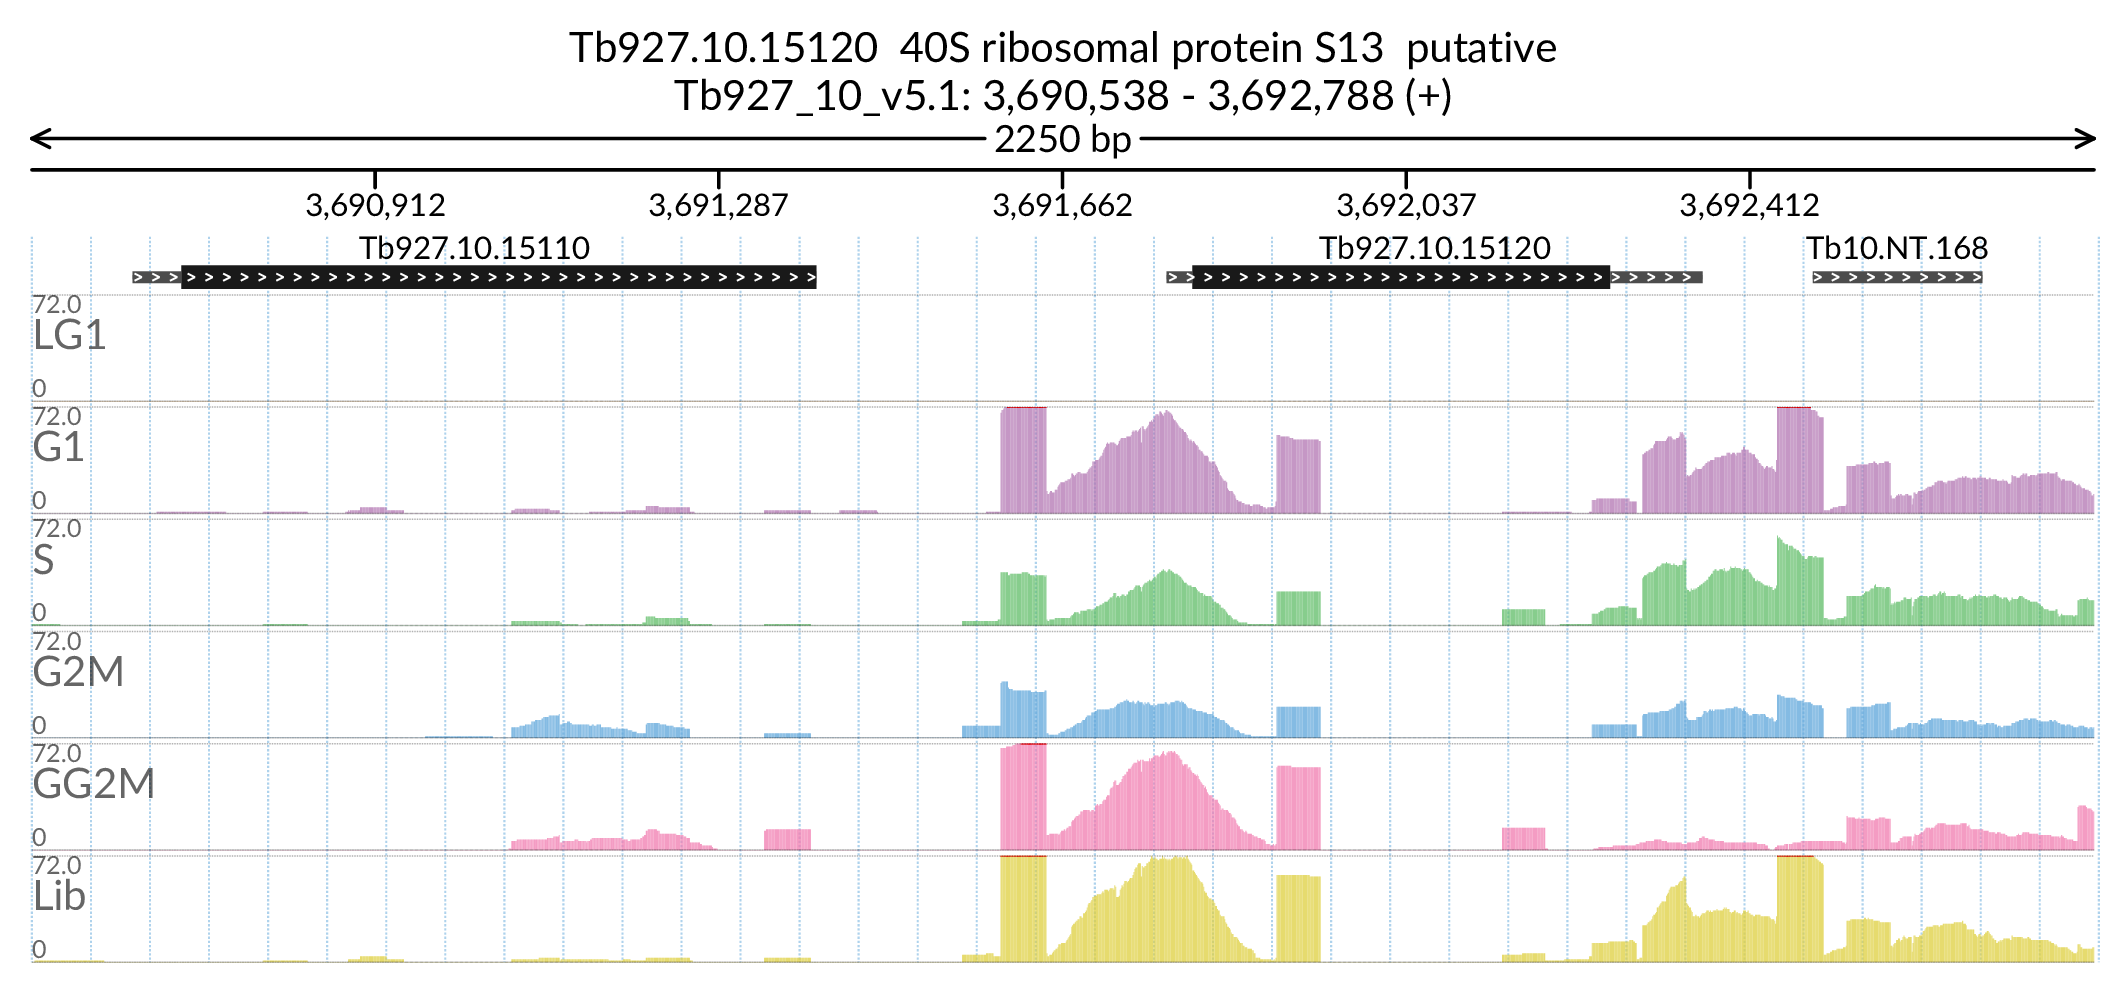 Tb927.10.15120  40S ribosomal protein S13  putative
Tb927_10_v5.1: 3,690,538 - 3,692,788 (+)
2250 bp
3,690,912 3,691,287 3,691,662 3,692,037 3,692,412
Tb927.10.15110 Tb927.10.15120 Tb10.NT.168
72.0
LG1
0
72.0
G1
0
72.0
S
0
72.0
G2M
0
72.0
GG2M
0
72.0
Lib
0